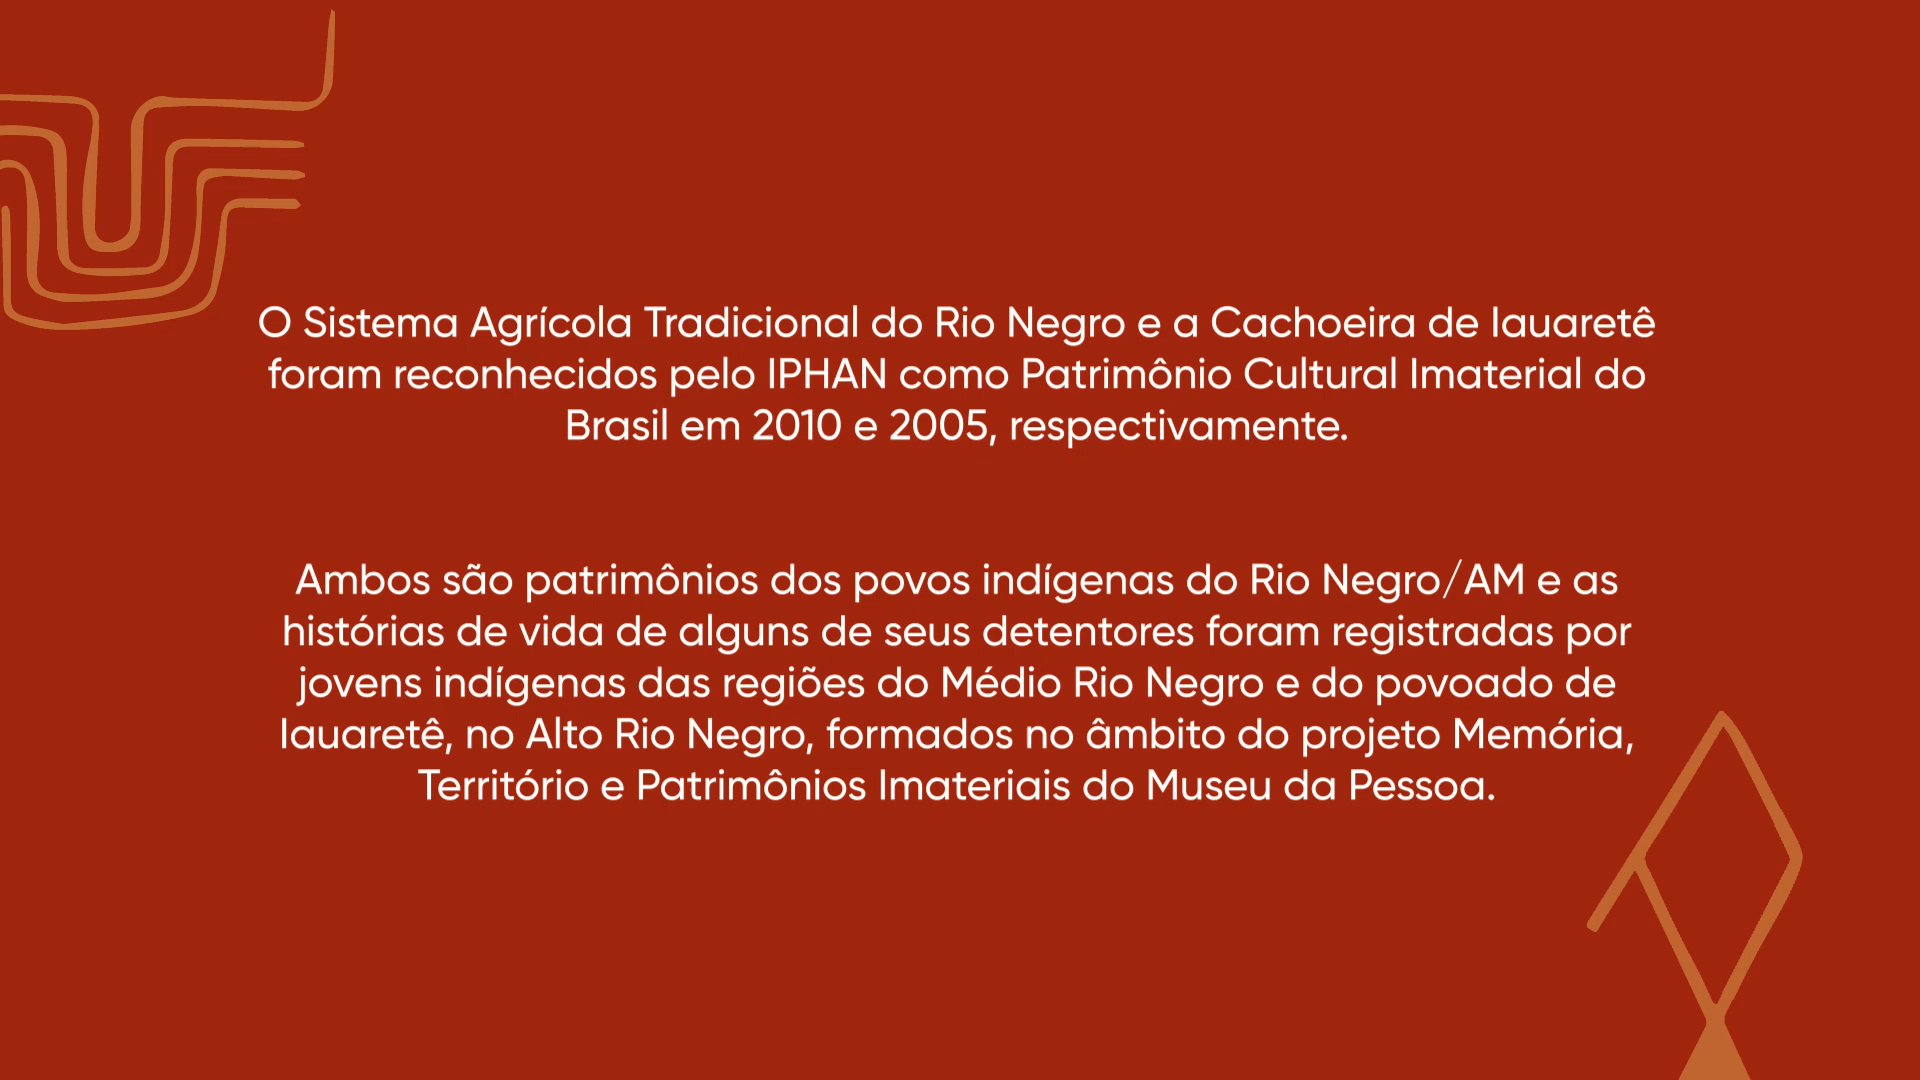 O Sistema Agrícola Tradicional do Rio Negro e a Cachoeira de Iauaretê
foram reconhecidos pelo IPHAN como Patrimônio Cultural Imaterial do
Brasil em 2010 e 2005, respectivamente.
Ambos são patrimônios dos povos indígenas do Rio Negro/AM e as
histórias de vida de alguns de seus detentores foram registradas por
jovens indígenas das regiões do Médio Rio Negro e do povoado de
Iauaretê, no Alto Rio Negro, formados no âmbito do projeto Memória,
Território e Patrimônios Imateriais do Museu da Pessoa.